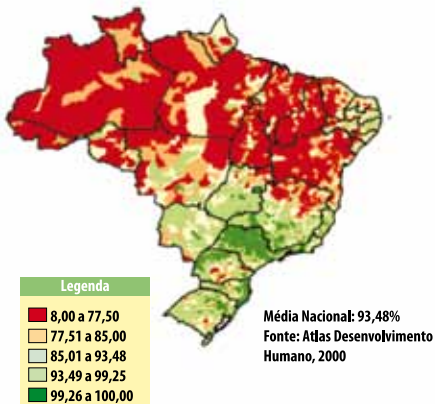 Legenda
8,00 a 77,50
77,51 a 85,00
85,01 a 93,48
93,49 a 99,25
99,26 a 100,00
Média Nacional: 93,48%
Fonte: Atlas Desenvolvimento
Humano, 2000